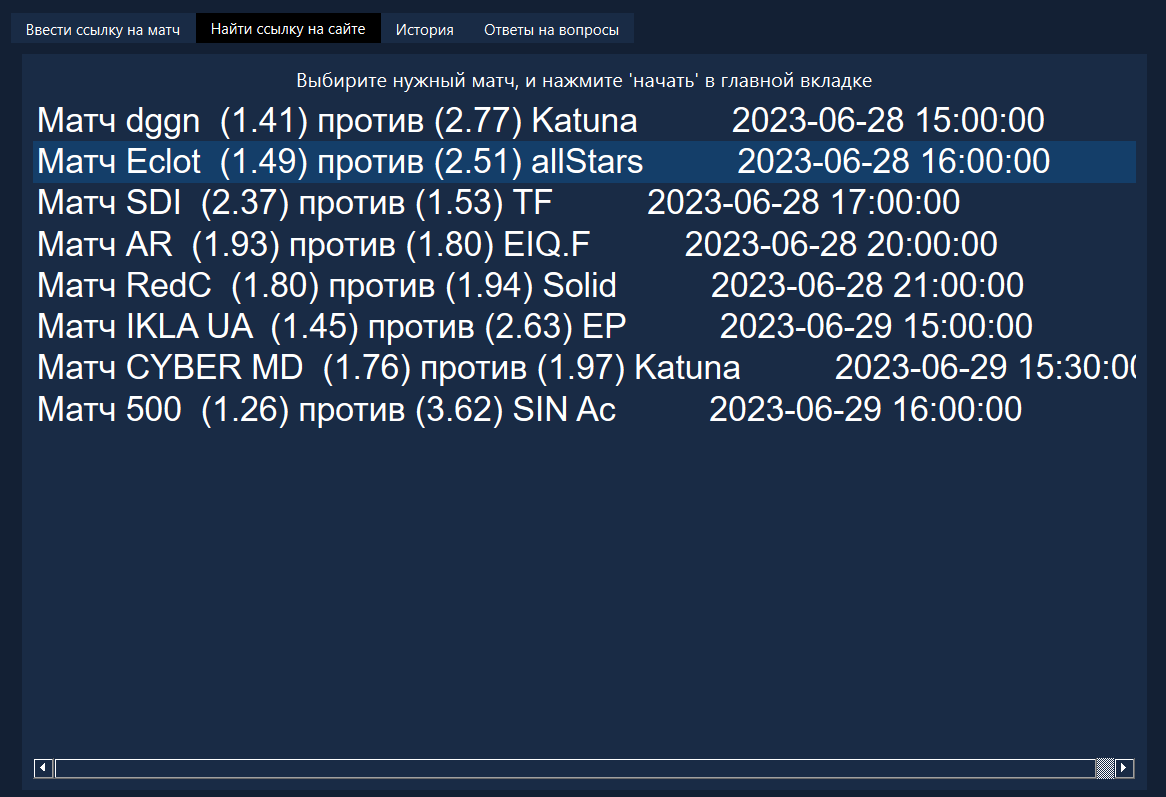 Ввести ссылку на матч Найти ссылку на сайте История Ответы на вопросы
Выбирите нужный матч, и нажмите 'начать' в главной вкладке
Матч dggn (1.41) против (2.77) Katuna 2023-06-28 15:00:00
Матч Eclot (1.49) против (2.51) allStars 2023-06-28 16:00:00
Матч SDI (2.37) против (1.53) TF 2023-06-28 17:00:00
Матч AR (1.93) против (1.80) EIQ.F 2023-06-28 20:00:00
Матч RedC (1.80) против (1.94) Solid 2023-06-28 21:00:00
Матч IKLA UA (1.45) против (2.63) EP 2023-06-29 15:00:00
Матч CYBER MD (1.76) против (1.97) Katuna 2023-06-29 15:30:00
Матч 500 (1.26) против (3.62) SIN Ac 2023-06-29 16:00:00